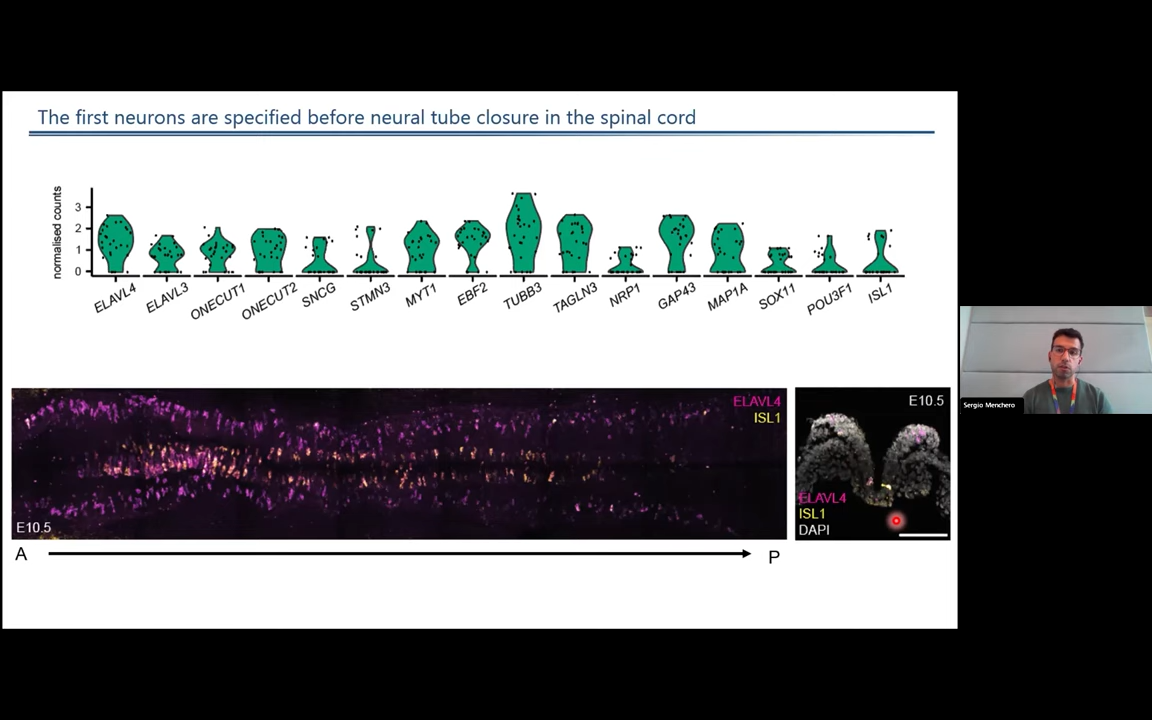 The first neurons are specified before neural tube closure in the spinal cord
normalised counts
3
2
1
0
ELAVL4 ELAVL3 ONECUT1 ONECUT2 SNCG STMN3 MYT1 EBF2 TUBB3 TAGLN3 NRP1 GAP43 MAP1A SOX11 POU3F1 ISL1
ELAVL4
ISL1
E10.5
A
P
E10.5
ELAVL4
ISL1
DAPI
Sergio Menchero